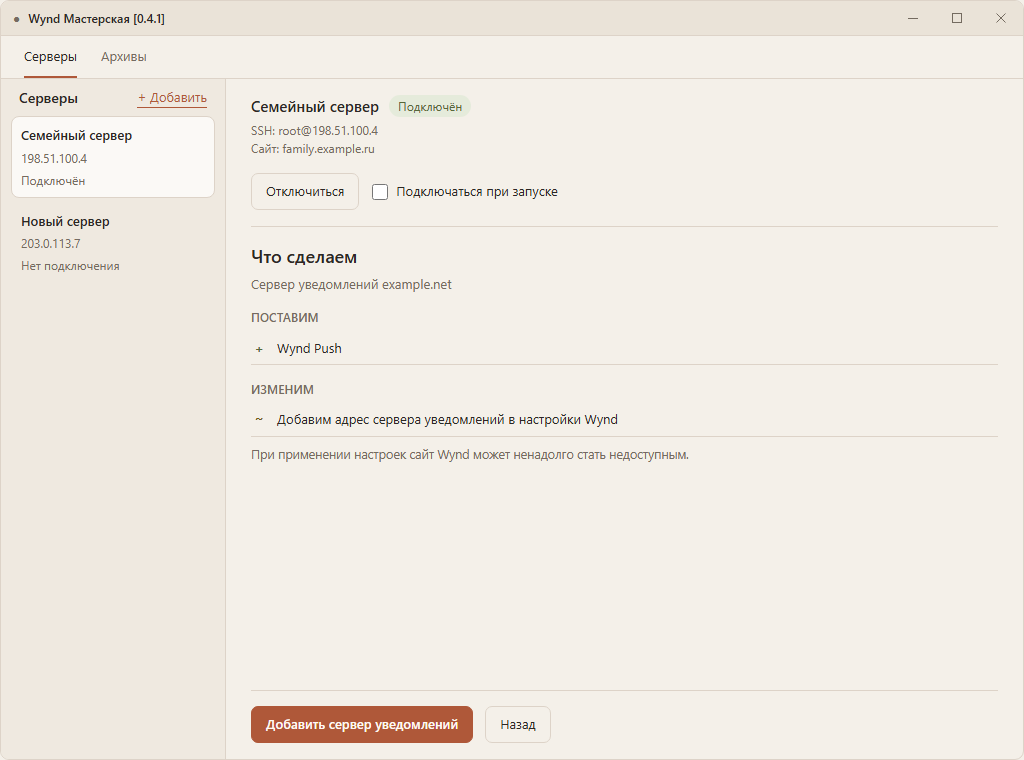 Wynd Мастерская [0.4.1]
Серверы
Архивы
Серверы
+ Добавить
Семейный сервер
198.51.100.4
Подключён
Новый сервер
203.0.113.7
Нет подключения
Семейный сервер
Подключён
SSH: root@198.51.100.4
Сайт: family.example.ru
Отключиться
Подключаться при запуске
Что сделаем
Сервер уведомлений example.net
ПОСТАВИМ
+ Wynd Push
ИЗМЕНИМ
~ Добавим адрес сервера уведомлений в настройки Wynd
При применении настроек сайт Wynd может ненадолго стать недоступным.
Добавить сервер уведомлений
Назад